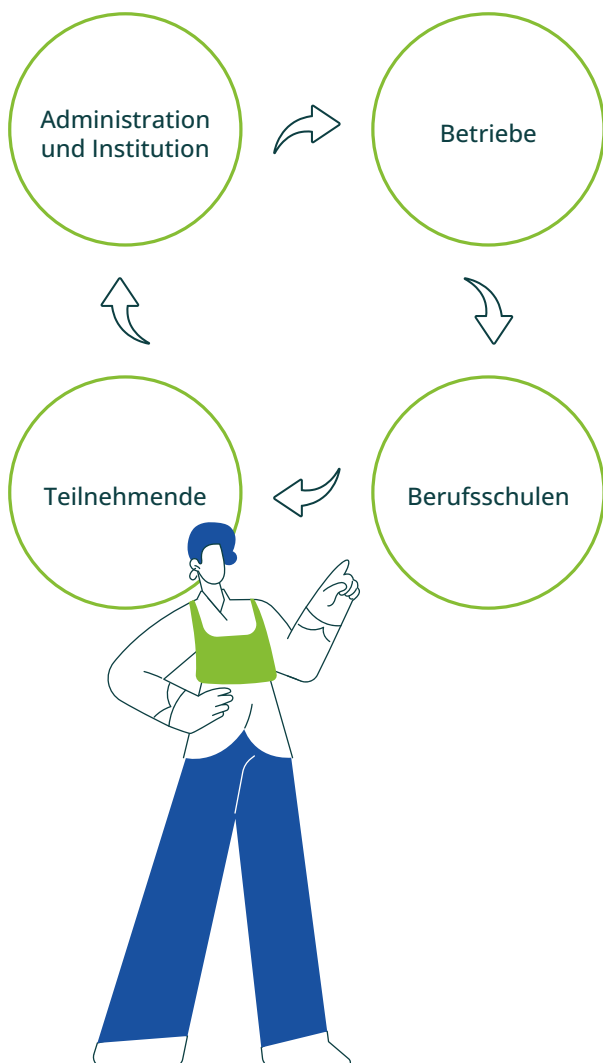 Administration
und Institution
Betriebe
Teilnehmende
Berufsschulen